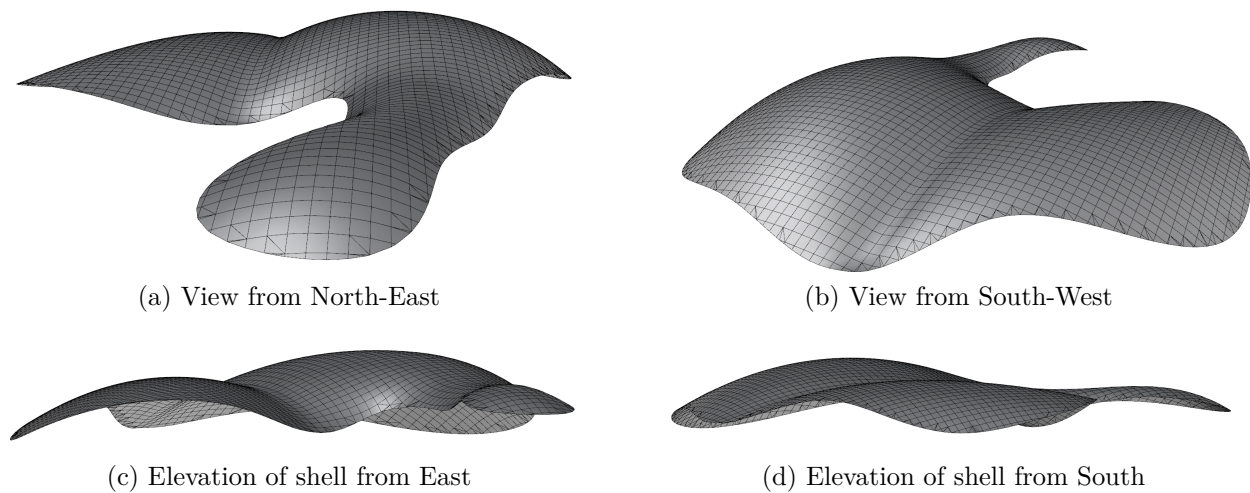 (a) View from North-East
(b) View from South-West
(c) Elevation of shell from East
(d) Elevation of shell from South